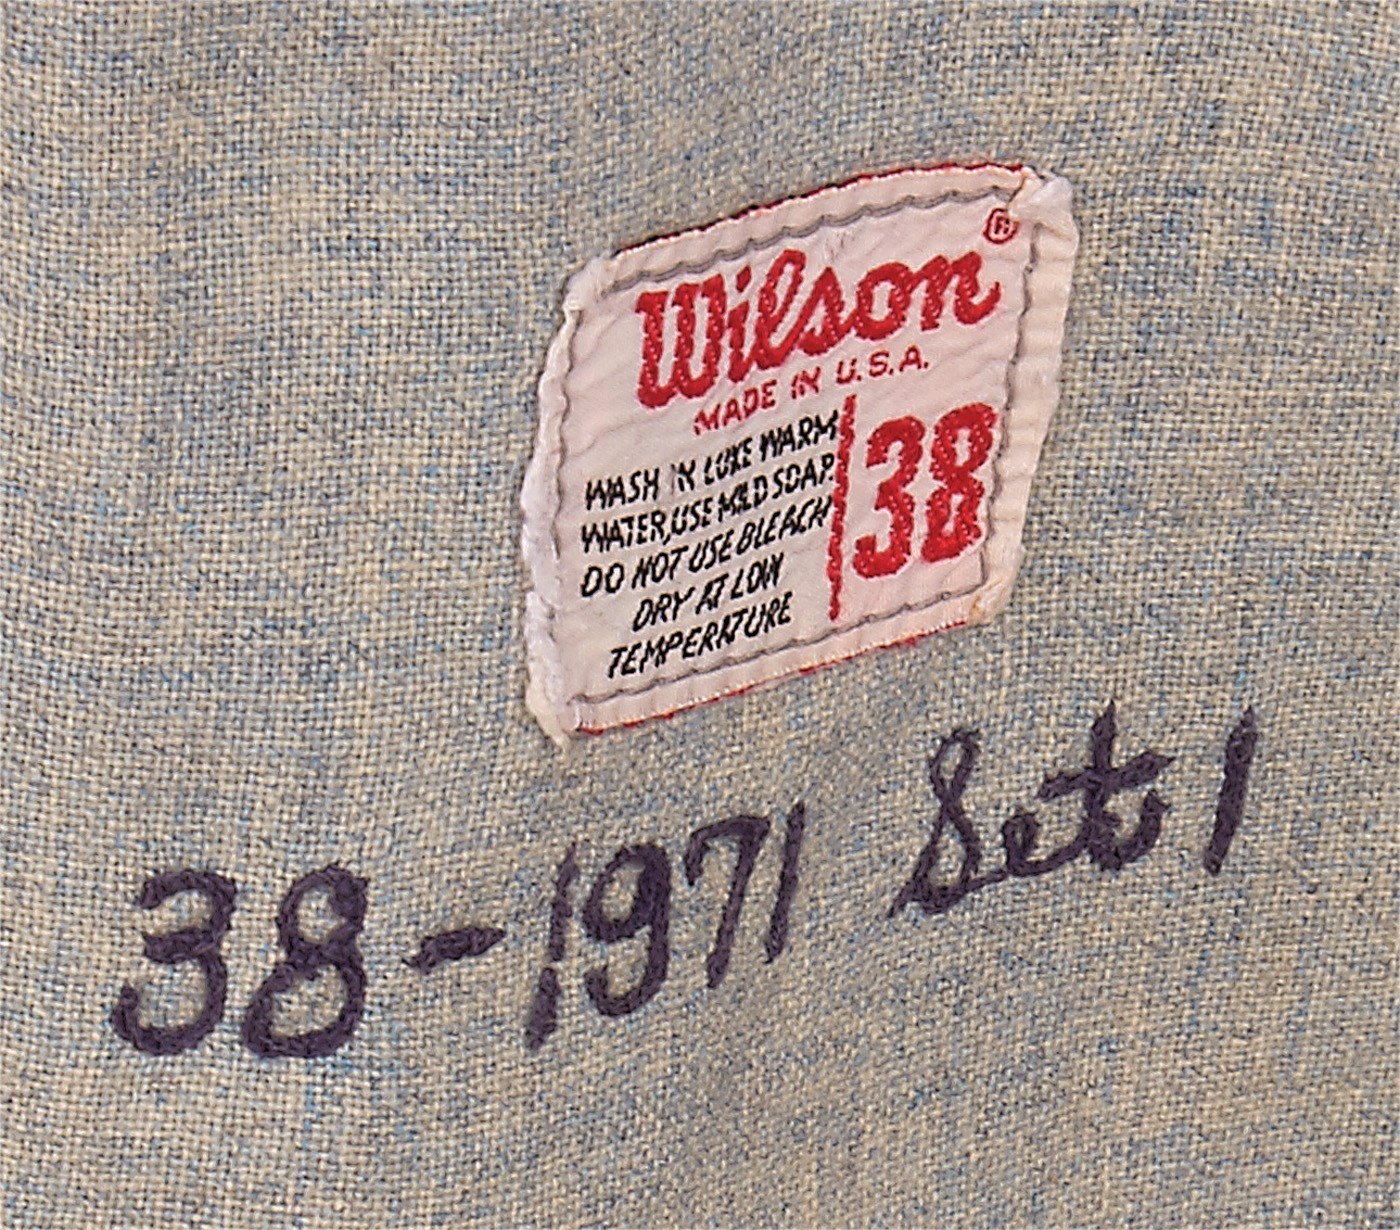 Wilson®
MADE IN U.S.A.
WASH IN LUKE WARM
WATER, USE MILD SOAP.
DO NOT USE BLEACH
DRY AT LOW
TEMPERATURE
38
38-1971 Set 1